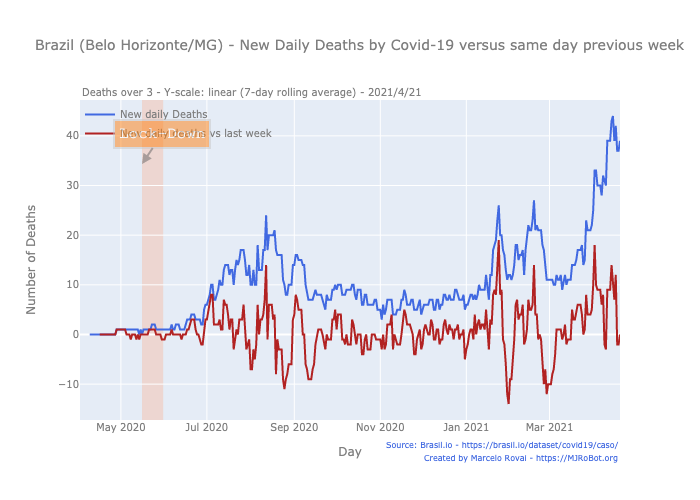 Brazil (Belo Horizonte/MG) - New Daily Deaths by Covid-19 versus same day previous week
Deaths over 3 - Y-scale: linear (7-day rolling average) - 2021/4/21
New daily Deaths
New daily Deaths vs last week
40
30
20
10
0
−10
Number of Deaths
May 2020
Jul 2020
Sep 2020
Nov 2020
Jan 2021
Mar 2021
Day
Source: Brasil.io - https://brasil.io/dataset/covid19/caso/
Created by Marcelo Rovai - https://MJRoBot.org